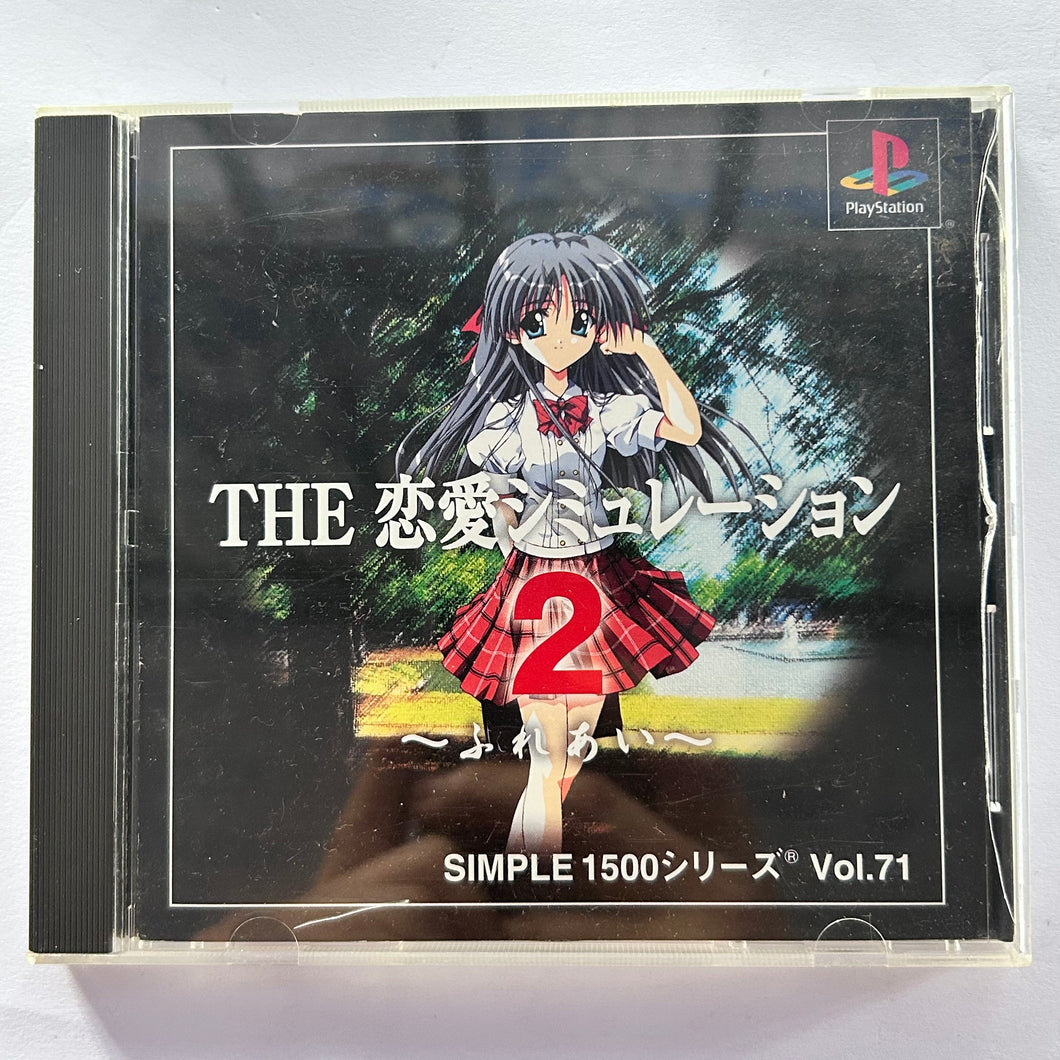 PlayStation
®
THE 恋愛シミュレーション
2
～ふれあい～
SIMPLE 1500シリーズ® Vol.71